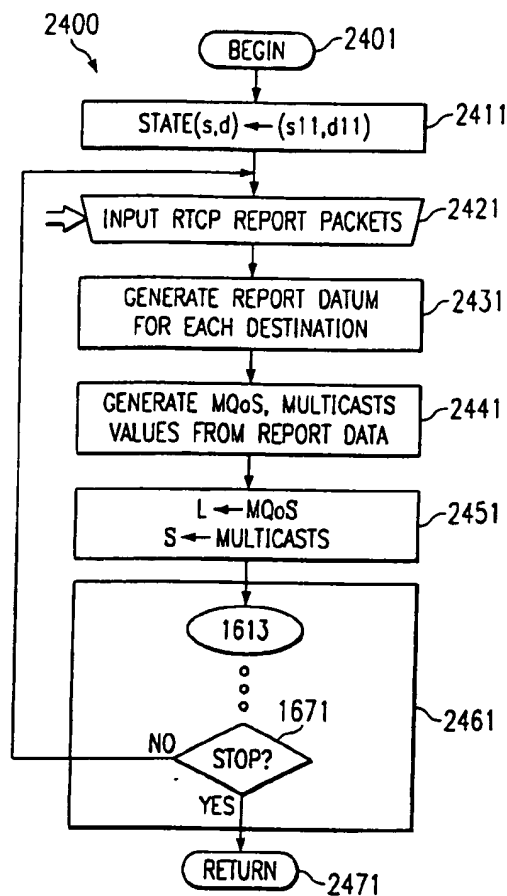 2400
BEGIN
2401
STATE(s,d) ← (s11,d11)
2411
INPUT RTCP REPORT PACKETS
2421
GENERATE REPORT DATUM
FOR EACH DESTINATION
2431
GENERATE MQoS, MULTICASTS
VALUES FROM REPORT DATA
2441
L ← MQoS
S ← MULTICASTS
2451
1613
1671
NO
STOP?
2461
YES
RETURN
2471